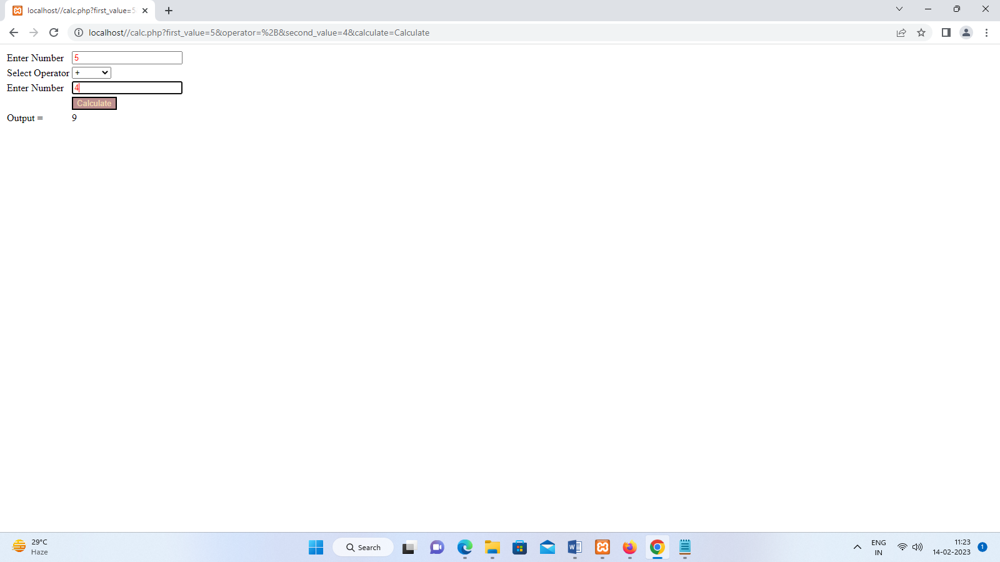 localhost//calc.php?first_value=5
localhost//calc.php?first_value=5&operator=%2B&second_value=4&calculate=Calculate
Enter Number 5
Select Operator +
Enter Number 4
Calculate
Output = 9
29°C
Haze
Search
ENG
IN
11:23
14-02-2023
1